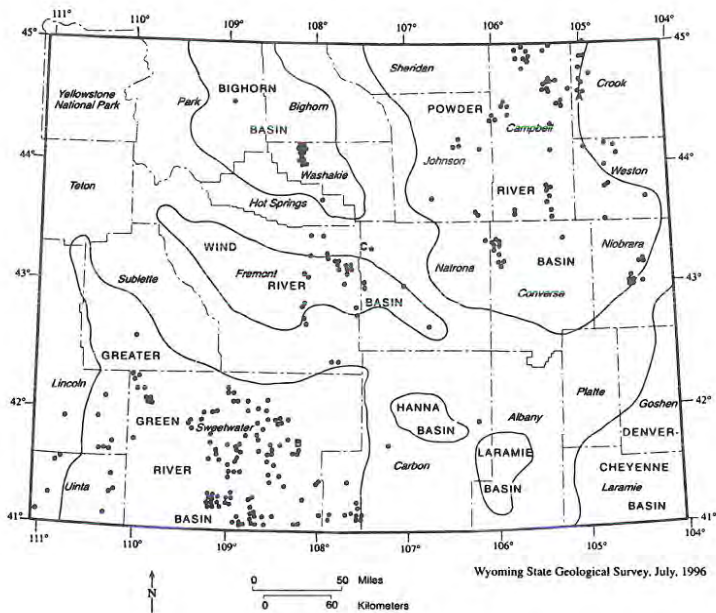 111° 110° 109° 108° 107° 106° 105° 104°
45° 45°
Yellowstone
National Park
Park
BIGHORN
Bighorn
BASIN
Sheridan
Crook
POWDER
Campbell
44° 44°
Johnson
Washakie
Weston
Teton
Hot Springs
RIVER
WIND
C
Niobrara
Sublette
Fremont
Natrona
BASIN
43° 43°
RIVER
BASIN
Converse
GREATER
Lincoln
Platte
Goshen
42° 42°
GREEN
Sweetwater
HANNA
BASIN
Albany
DENVER-
B
RIVER
Carbon
LARAMIE
BASIN
CHEYENNE
Uinta
Laramie
BASIN
41° BASIN 41°
111° 110° 109° 108° 107° 106° 105° 104°
Wyoming State Geological Survey, July, 1996
0 50 Miles
0 60 Kilometers
N